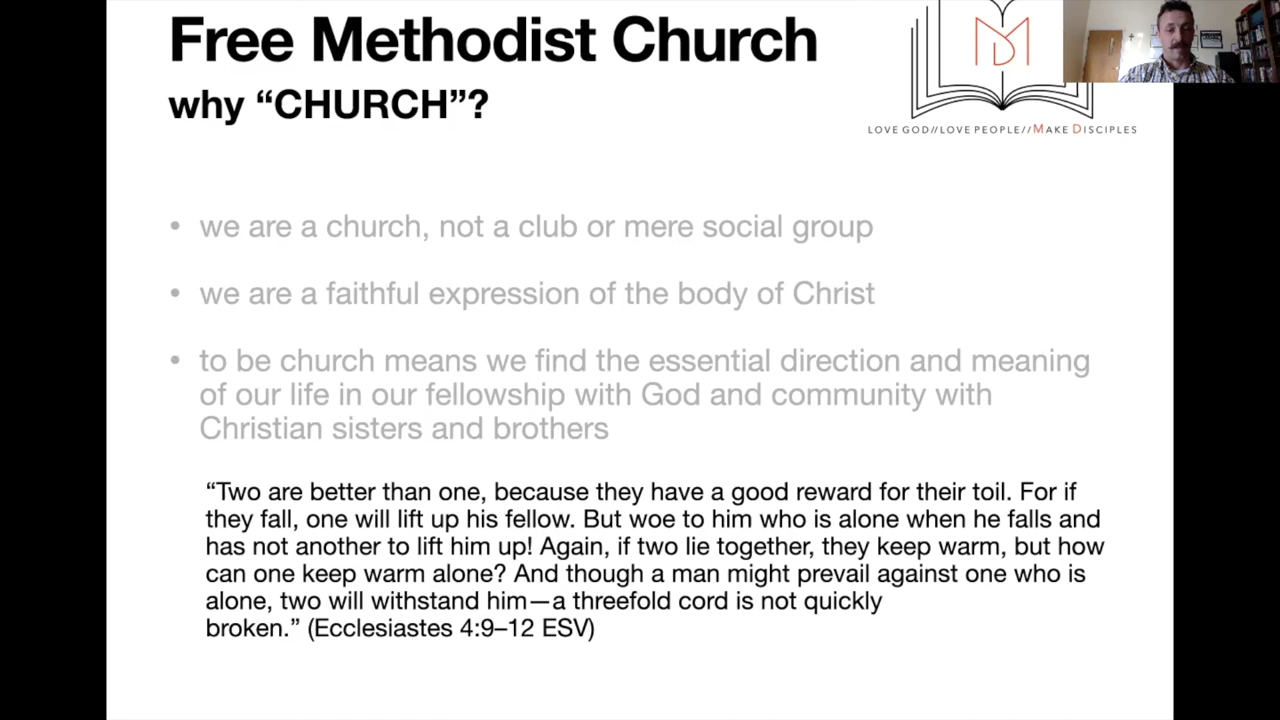 Free Methodist Church
why “CHURCH”?
MD
LOVE GOD//LOVE PEOPLE//MAKE DISCIPLES
• we are a church, not a club or mere social group
• we are a faithful expression of the body of Christ
• to be church means we find the essential direction and meaning
of our life in our fellowship with God and community with
Christian sisters and brothers
“Two are better than one, because they have a good reward for their toil. For if
they fall, one will lift up his fellow. But woe to him who is alone when he falls and
has not another to lift him up! Again, if two lie together, they keep warm, but how
can one keep warm alone? And though a man might prevail against one who is
alone, two will withstand him—a threefold cord is not quickly
broken.” (Ecclesiastes 4:9–12 ESV)